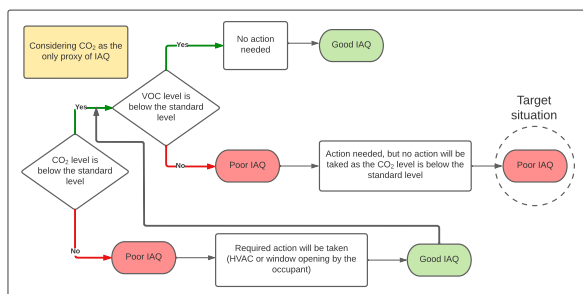 Considering CO₂ as the
only proxy of IAQ
Yes
No action
needed
Good IAQ
VOC level is
below the standard
level
Yes
Target
situation
No
Poor IAQ
Action needed, but no action will be
taked as the CO₂ level is below the
standard level
Poor IAQ
CO₂ level is
below the standard
level
No
Poor IAQ
Required action will be taken
(HVAC or window opening by the
occupant)
Good IAQ